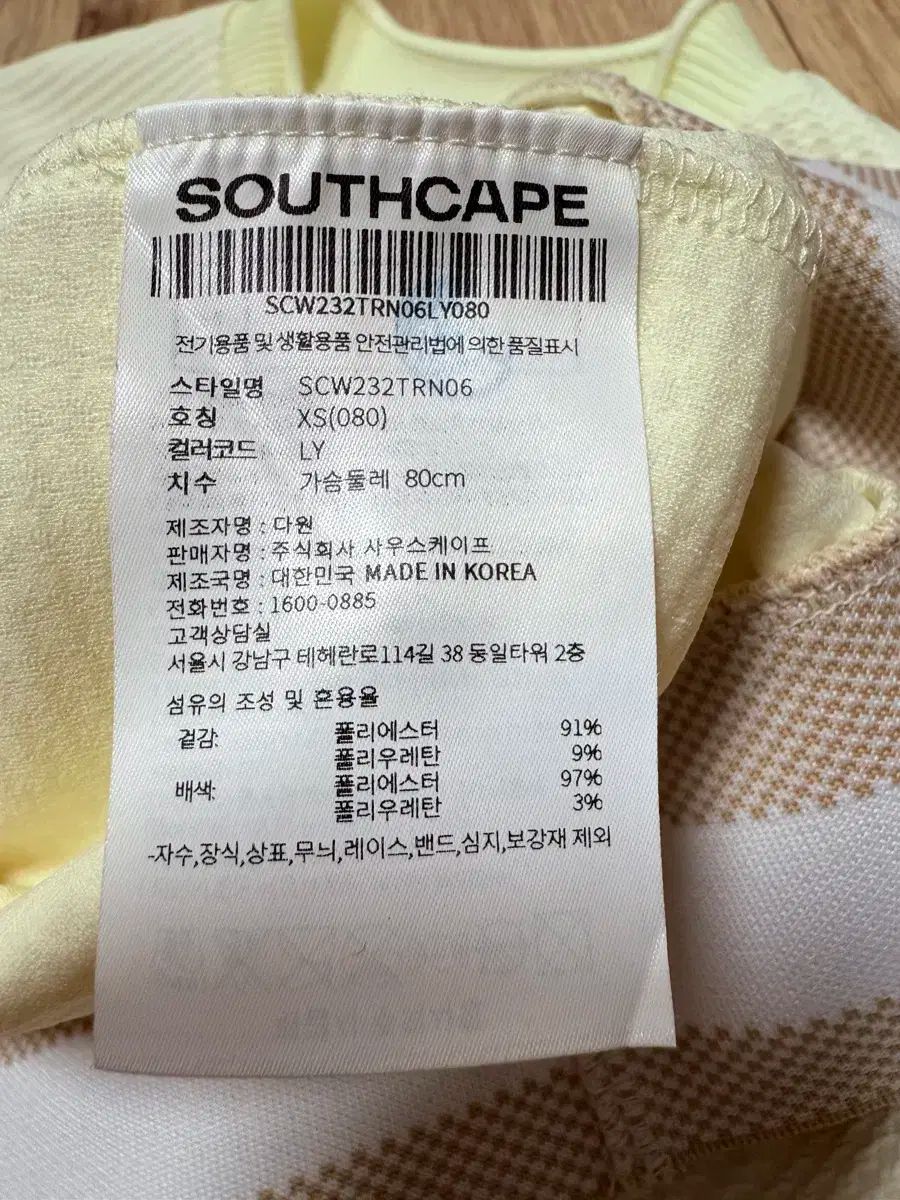 SOUTHCAPE
SCW232TRN06LY080
전기용품 및 생활용품 안전관리법에 의한 품질표시
스타일명 SCW232TRN06
호칭 XS(080)
컬러코드 LY
치수 가슴둘레 80cm
제조자명 : 다원
판매자명 : 주식회사 사우스케이프
제조국명 : 대한민국 MADE IN KOREA
전화번호 : 1600-0885
고객상담실
서울시 강남구 테헤란로114길 38 동일타워 2층
섬유의 조성 및 혼용율
겉감: 폴리에스터 91%
폴리우레탄 9%
배색: 폴리에스터 97%
폴리우레탄 3%
-자수,장식,상표,무늬,레이스,밴드,심지,보강재 제외